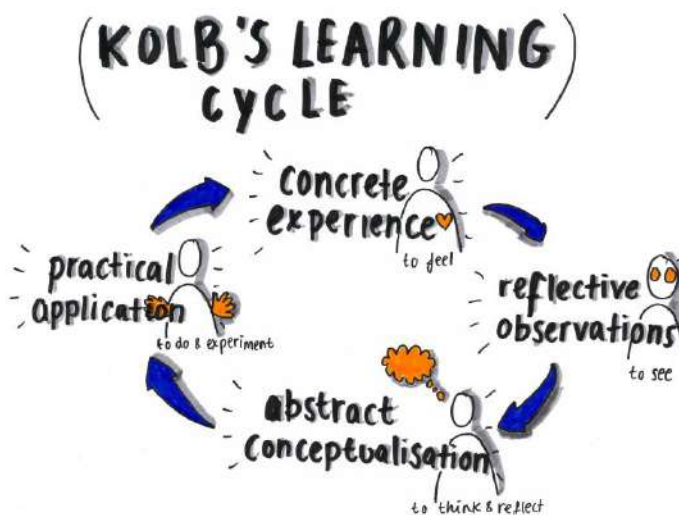 (KOLB'S LEARNING
CYCLE)
concrete
experience
to feel
reflective
observations
to see
abstract
conceptualisation
to think & reflect
practical
application
to do & experiment